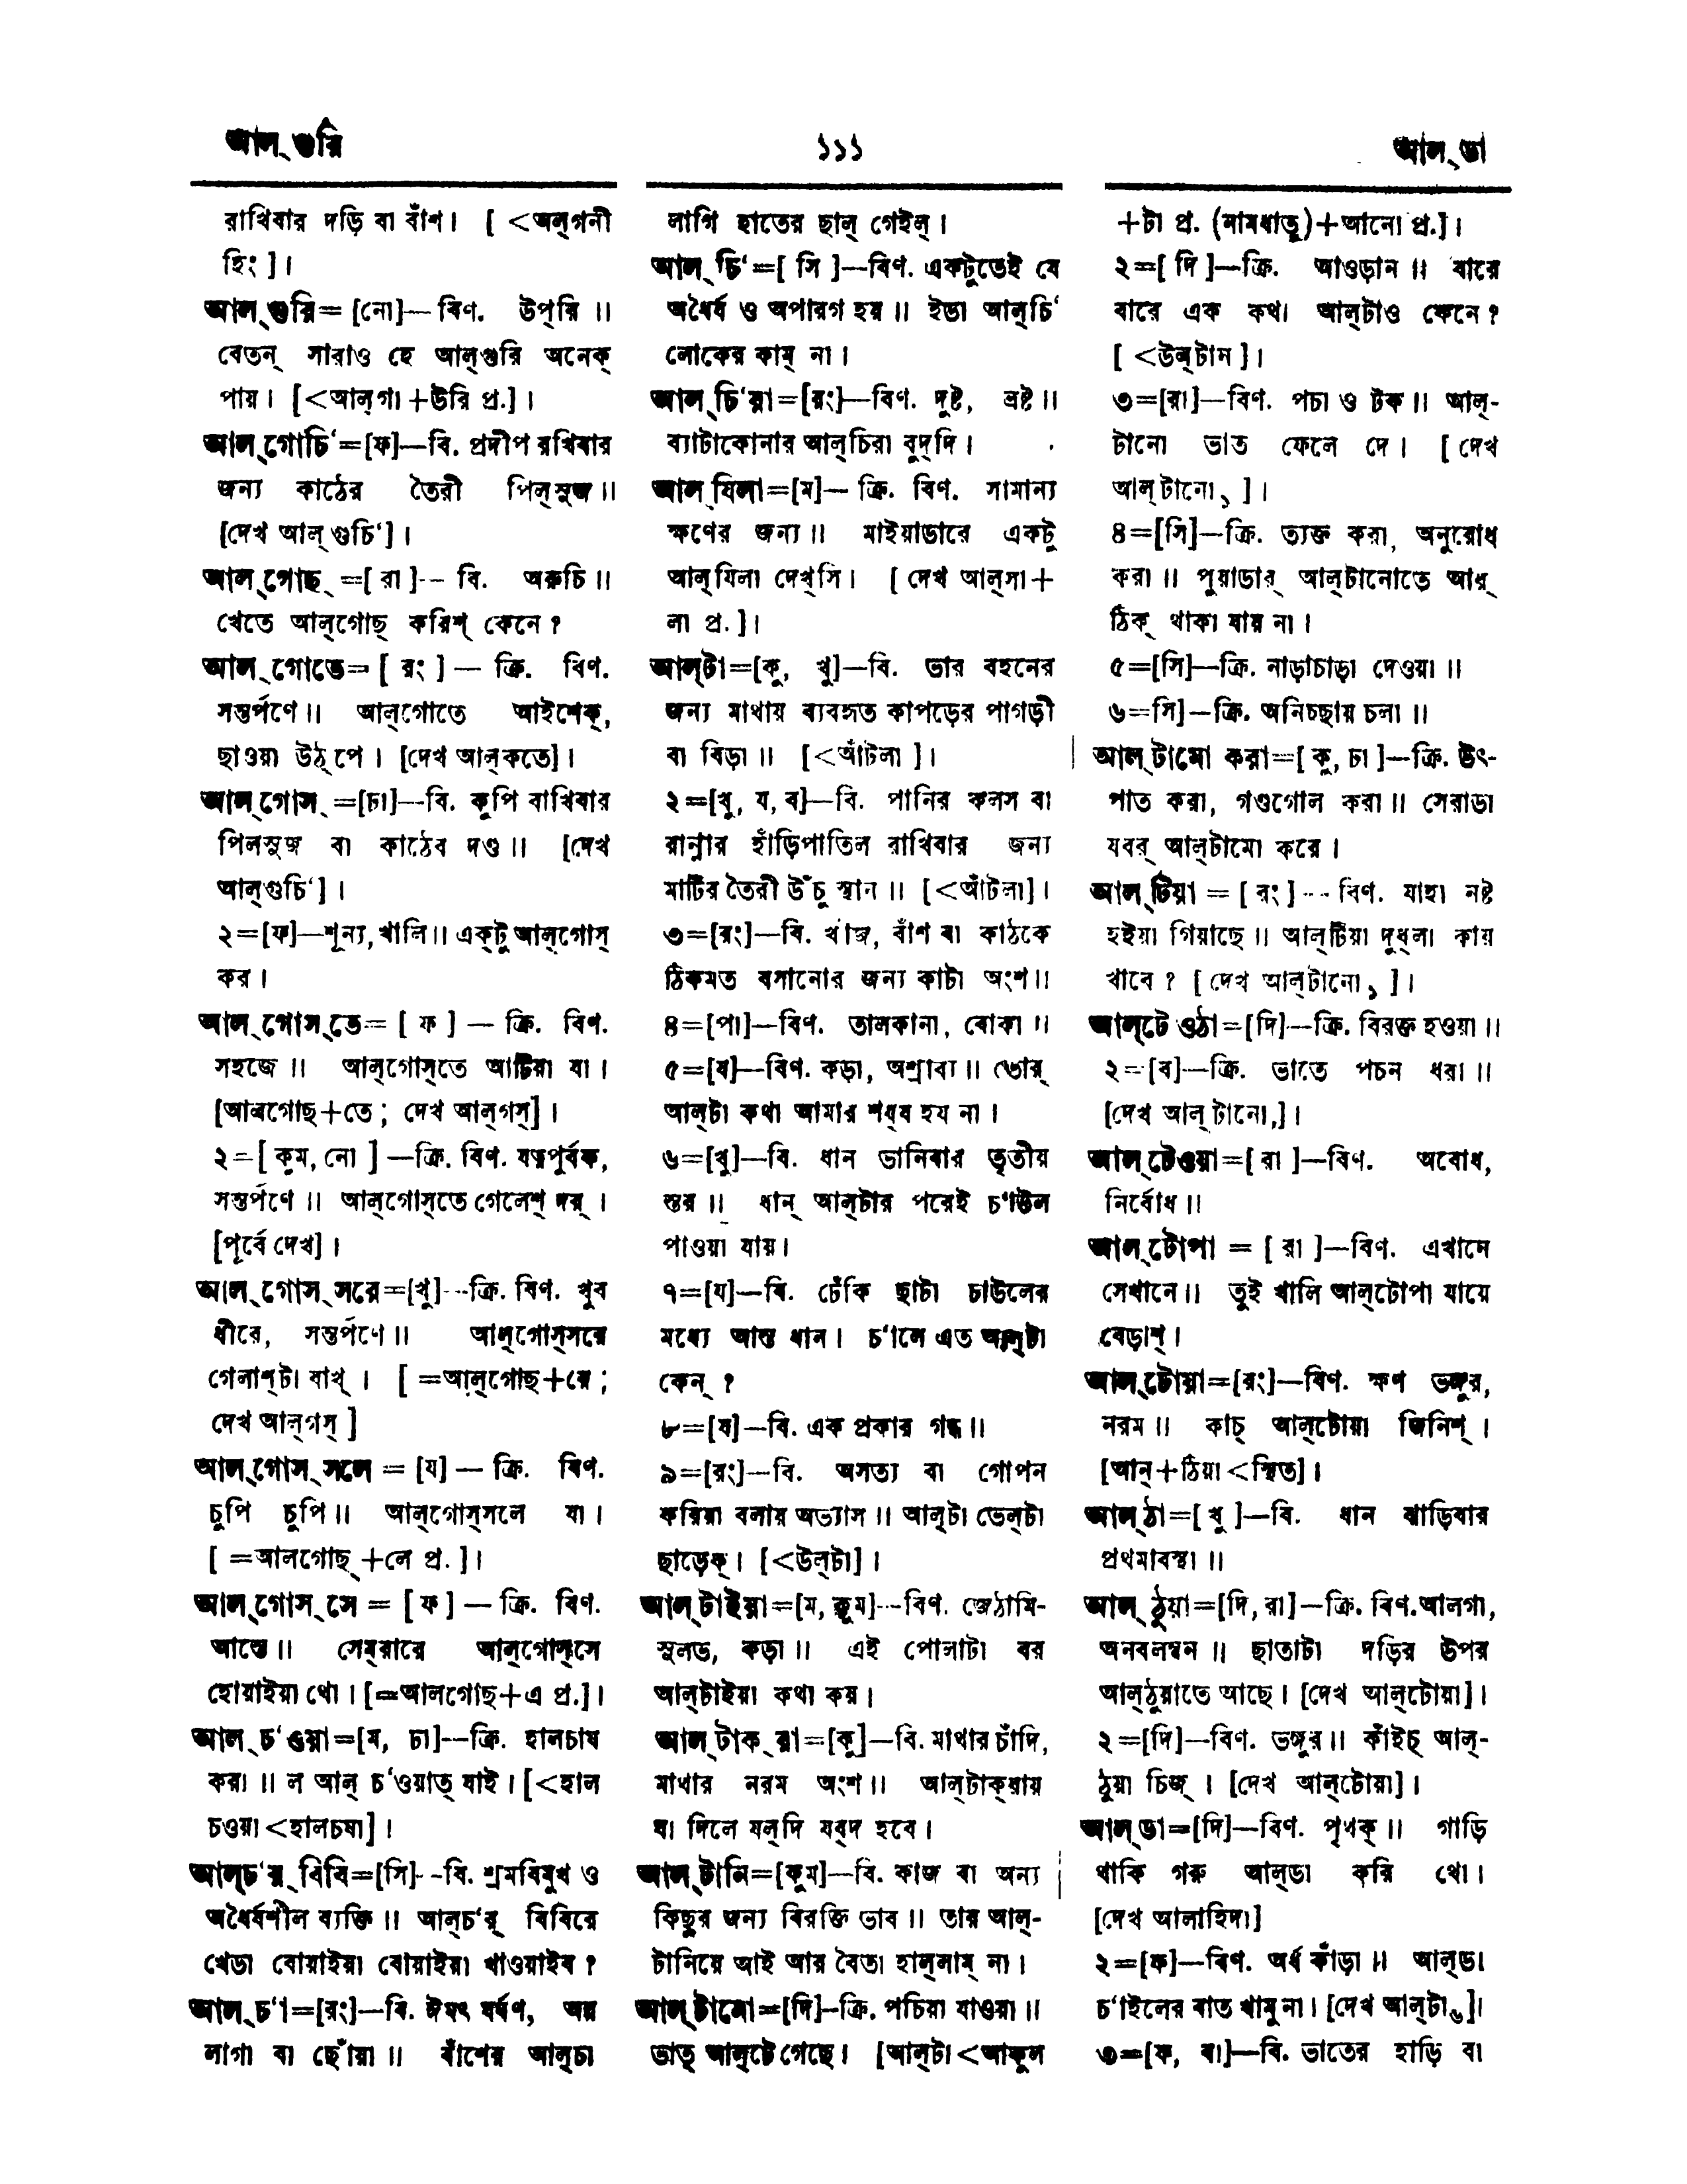 আল্‌গুরি
১১১
আল্‌ডা
রাখিবার দড়ি বা বাঁশ। [ <অল্‌গনী
হিং ]।
আল্‌গুরি= [নো]—বিণ. উপ্‌রি ॥
বেতন্ সারাও হে আল্‌গুরি অনেক্
পায়। [<আল্‌গা+উরি প্র.]।
আল্‌গোচি‘=[ফ]—বি. প্রদীপ রখিবার
জন্য কাঠের তৈরী পিল্‌সুজ॥
[দেখ আল্‌গুচি‘]।
আল্‌গোছ্ =[রা]-- বি. অরুচি॥
খেতে আল্‌গোছ্ করিশ্ কেনে?
আল্‌গোতে= [ রং ] — ক্রি. বিণ.
সন্তর্পণে॥ আল্‌গোতে আইশেক্,
ছাওয়া উঠ্‌পে। [দেখ আল্‌কতে]।
আল্‌গোস্ =[চা]—বি. কুপি বাখিবার
পিলসুজ বা কাঠেব দণ্ড॥ [দেখ
আল্‌গুচি‘]।
২=[ফ]—শূন্য, খালি॥ একটু আল্‌গোস্
কর।
আল্‌গোস্‌তে= [ ফ ] — ক্রি. বিণ.
সহজে॥ আল্‌গোস্‌তে আটিয়া যা।
[আলগোছ+তে; দেখ আল্‌গস্]।
২=[ কুম, নো ] —ক্রি. বিণ. যত্নপূর্বক,
সন্তর্পণে॥ আল্‌গোস্‌তে গেলেশ্ দর্।
[পূর্বে দেখ]।
আল্‌গোস্‌সরে=[খু]--ক্রি. বিণ. খুব
ধীরে, সন্তর্পণে॥ আল্‌গোস্‌সরে
গেলাশ্‌টা বাখ্। [ =আল্‌গোছ+রে;
দেখ আল্‌গস্ ]
আল্‌গোস্‌সলে = [য] — ক্রি. বিণ.
চুপি চুপি॥ আল্‌গোস্‌সলে যা।
[ =আলগোছ্ +লে প্র. ]।
আল্‌গোস্‌সে = [ ফ ] — ক্রি. বিণ.
আস্তে॥ সেম্‌রারে আল্‌গোস্‌সে
হোয়াইয়া থো। [=আলগোছ+এ প্র.]।
আল্‌চ‘ওয়া=[ম, চা]--ক্রি. হালচাষ
করা॥ ল আল্ চ‘ওয়াত্ যাই। [<হাল
চওয়া<হালচষা]।
আল্‌চ‘র্ বিবি=[সি]--বি. শ্রমবিমুখ ও
অধৈর্যশীল ব্যক্তি॥ আল্‌চ‘র্ বিবিরে
খেডা বোয়াইয়া বোয়াইয়া খাওয়াইব?
আল্‌চ‘া=[রং]—বি. ঈষৎ ঘর্ষণ, অল্প
লাগা বা ছোঁয়া॥ বাঁশের আল্‌চা
লাগি হাতের ছাল্ গেইল্।
আল্‌চি‘=[ সি ]—বিণ. একটুতেই যে
অধৈর্য ও অপারগ হয়॥ ইডা আল্‌চি‘
লোকের কাম্ না।
আল্‌চি‘রা=[রং]—বিণ. দুষ্ট, ভ্রষ্ট॥
ব্যাটাকোনার আল্‌চিরা বুদ্‌দি।
আল্‌যিলা=[ম]— ক্রি. বিণ. সামান্য
ক্ষণের জন্য॥ মাইয়াডারে একটু
আল্‌যিলা দেখ্‌সি। [ দেখ আল্‌সা+
লা প্র. ]।
আল্‌টা=[কু, খু]—বি. ভার বহনের
জন্য মাথায় ব্যবহৃত কাপড়ের পাগড়ী
বা বিড়া॥ [<আঁটলা ]।
২=[খু, য, ব]—বি. পানির কলস বা
রান্নার হাঁড়িপাতিল রাখিবার জন্য
মাটির তৈরী উঁচু স্থান॥ [<আঁটলা]।
৩=[রং]—বি. খাজ, বাঁশ বা কাঠকে
ঠিকমত বসানোর জন্য কাটা অংশ॥
৪=[পা]—বিণ. তালকানা, বোকা॥
৫=[য]—বিণ. কড়া, অশ্রাব্য॥ তোর্
আল্‌টা কথা আমার শয্‌য হয না।
৬=[খু]—বি. ধান ভানিবার তৃতীয়
স্তর॥ ধান্ আল্‌টার পরেই চ‘াউল
পাওয়া যায়।
৭=[য]—বি. ঢেঁকি ছাটা চাউলের
মধ্যে আস্ত ধান। চ‘ালে এত আল্‌টা
কেন্?
৮=[য]—বি. এক প্রকার গন্ধ॥
৯=[রং]—বি. অসত্য বা গোপন
করিয়া বলায় অভ্যাস॥ আল্‌টা ভেল্‌টা
ছাড়েক্। [<উল্‌টা]।
আল্‌টাইয়া=[ম, কুম]--বিণ. জেঠামি-
সুলভ, কড়া॥ এই পোলাটা বর
আল্‌টাইয়া কথা কয়।
আল্‌টাক্‌রা=[কু]—বি. মাথার চাঁদি,
মাথার নরম অংশ॥ আল্‌টাক্‌রায়
ঘা দিলে যল্‌দি যব্‌দ হবে।
আল্‌টানি=[কুম]—বি. কাজ বা অন্য
কিছুর জন্য বিরক্তি ভাব॥ তার আল্-
টানিয়ে আই আর বৈতা হাল্‌লাম্ না।
আল্‌টানো=[দি]–ক্রি. পচিয়া যাওয়া॥
ভাত্ আল্‌টে গেছে। [আল্‌টা<আকুল
+টা প্র. (নামধাতু)+আনো প্র.]।
২=[ দি ]—ক্রি. আওড়ান॥ বারে
বারে এক কথা আল্‌টাও কেনে?
[ <উল্‌টান ]।
৩=[রা]—বিণ. পচা ও টক॥ আল্-
টানো ভাত ফেলে দে। [ দেখ
আল্‌টানো১ ]।
৪=[সি]—ক্রি. ত্যক্ত করা, অনুরোধ
করা॥ পুয়াডার্ আল্‌টানোতে আয্
ঠিক্ থাকা যায় না।
৫=[সি]—ক্রি. নাড়াচাড়া দেওয়া॥
৬=সি]—ক্রি. অনিচ্ছায় চলা॥
আল্‌টামো করা=[ কু, চা ]—ক্রি. উৎ-
পাত করা, গণ্ডগোল করা॥ সেরাডা
যবর্ আল্‌টামো করে।
আল্‌টিয়া = [ রং ]--বিণ. যাহা নষ্ট
হইয়া গিয়াছে॥ আল্‌টিয়া দুধ্‌লা কায়
খাবে? [ দেখ আল্‌টানো১ ]।
আল্‌টে ওঠা=[দি]—ক্রি. বিরক্ত হওয়া॥
২=[ব]—ক্রি. ভাতে পচন ধরা॥
[দেখ আল্‌টানো১]।
আল্‌টেওয়া=[ রা ]—বিণ. অবোধ,
নির্বোধ॥
আল্‌টোপা = [ রা ]—বিণ. এখানে
সেখানে॥ তুই খালি আল্‌টোপা যায়ে
বেড়াশ্।
আল্‌টোয়া=[রং]—বিণ. ক্ষণ ভঙ্গুর,
নরম॥ কাচ্ আল্‌টোয়া জিনিশ্।
[আল্+ঠিয়া<স্থিত]।
আল্‌ঠা=[ খু ]—বি. ধান ঝাড়িবার
প্রথমাবস্থা॥
আল্‌ঠুয়া=[দি, রা]—ক্রি. বিণ. আলগা,
অনবলম্বন॥ ছাতাটা দড়ির উপর
আল্‌ঠুয়াতে আছে। [দেখ আল্‌টোয়া]।
২=[দি]—বিণ. ভঙ্গুর॥ কাঁইচ্ আল্-
ঠুয়া চিজ্। [দেখ আল্‌টোয়া]।
আল্‌ডা=[দি]—বিণ. পৃথক্॥ গাড়ি
থাকি গরু আল্‌ডা করি থো।
[দেখ আলাহিদা]
২=[ফ]—বিণ. অর্ধ কাঁড়া॥ আল্‌ডা
চ‘াইলের বাত খামু না। [দেখ আল্‌টা৬]।
৩=[ফ, বা]—বি. ভাতের হাড়ি বা